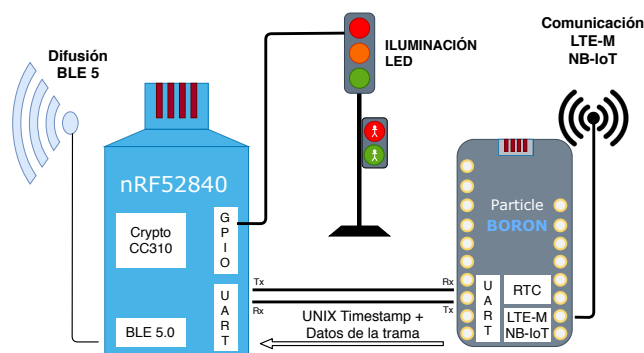 Difusión
BLE 5
ILUMINACIÓN
LED
Comunicación
LTE-M
NB-IoT
nRF52840
Crypto
CC310
G
P
I
O
U
A
R
T
BLE 5.0
Tx
Rx
Rx
Tx
UNIX Timestamp +
Datos de la trama
Particle
BORON
U
A
R
T
RTC
LTE-M
NB-IoT